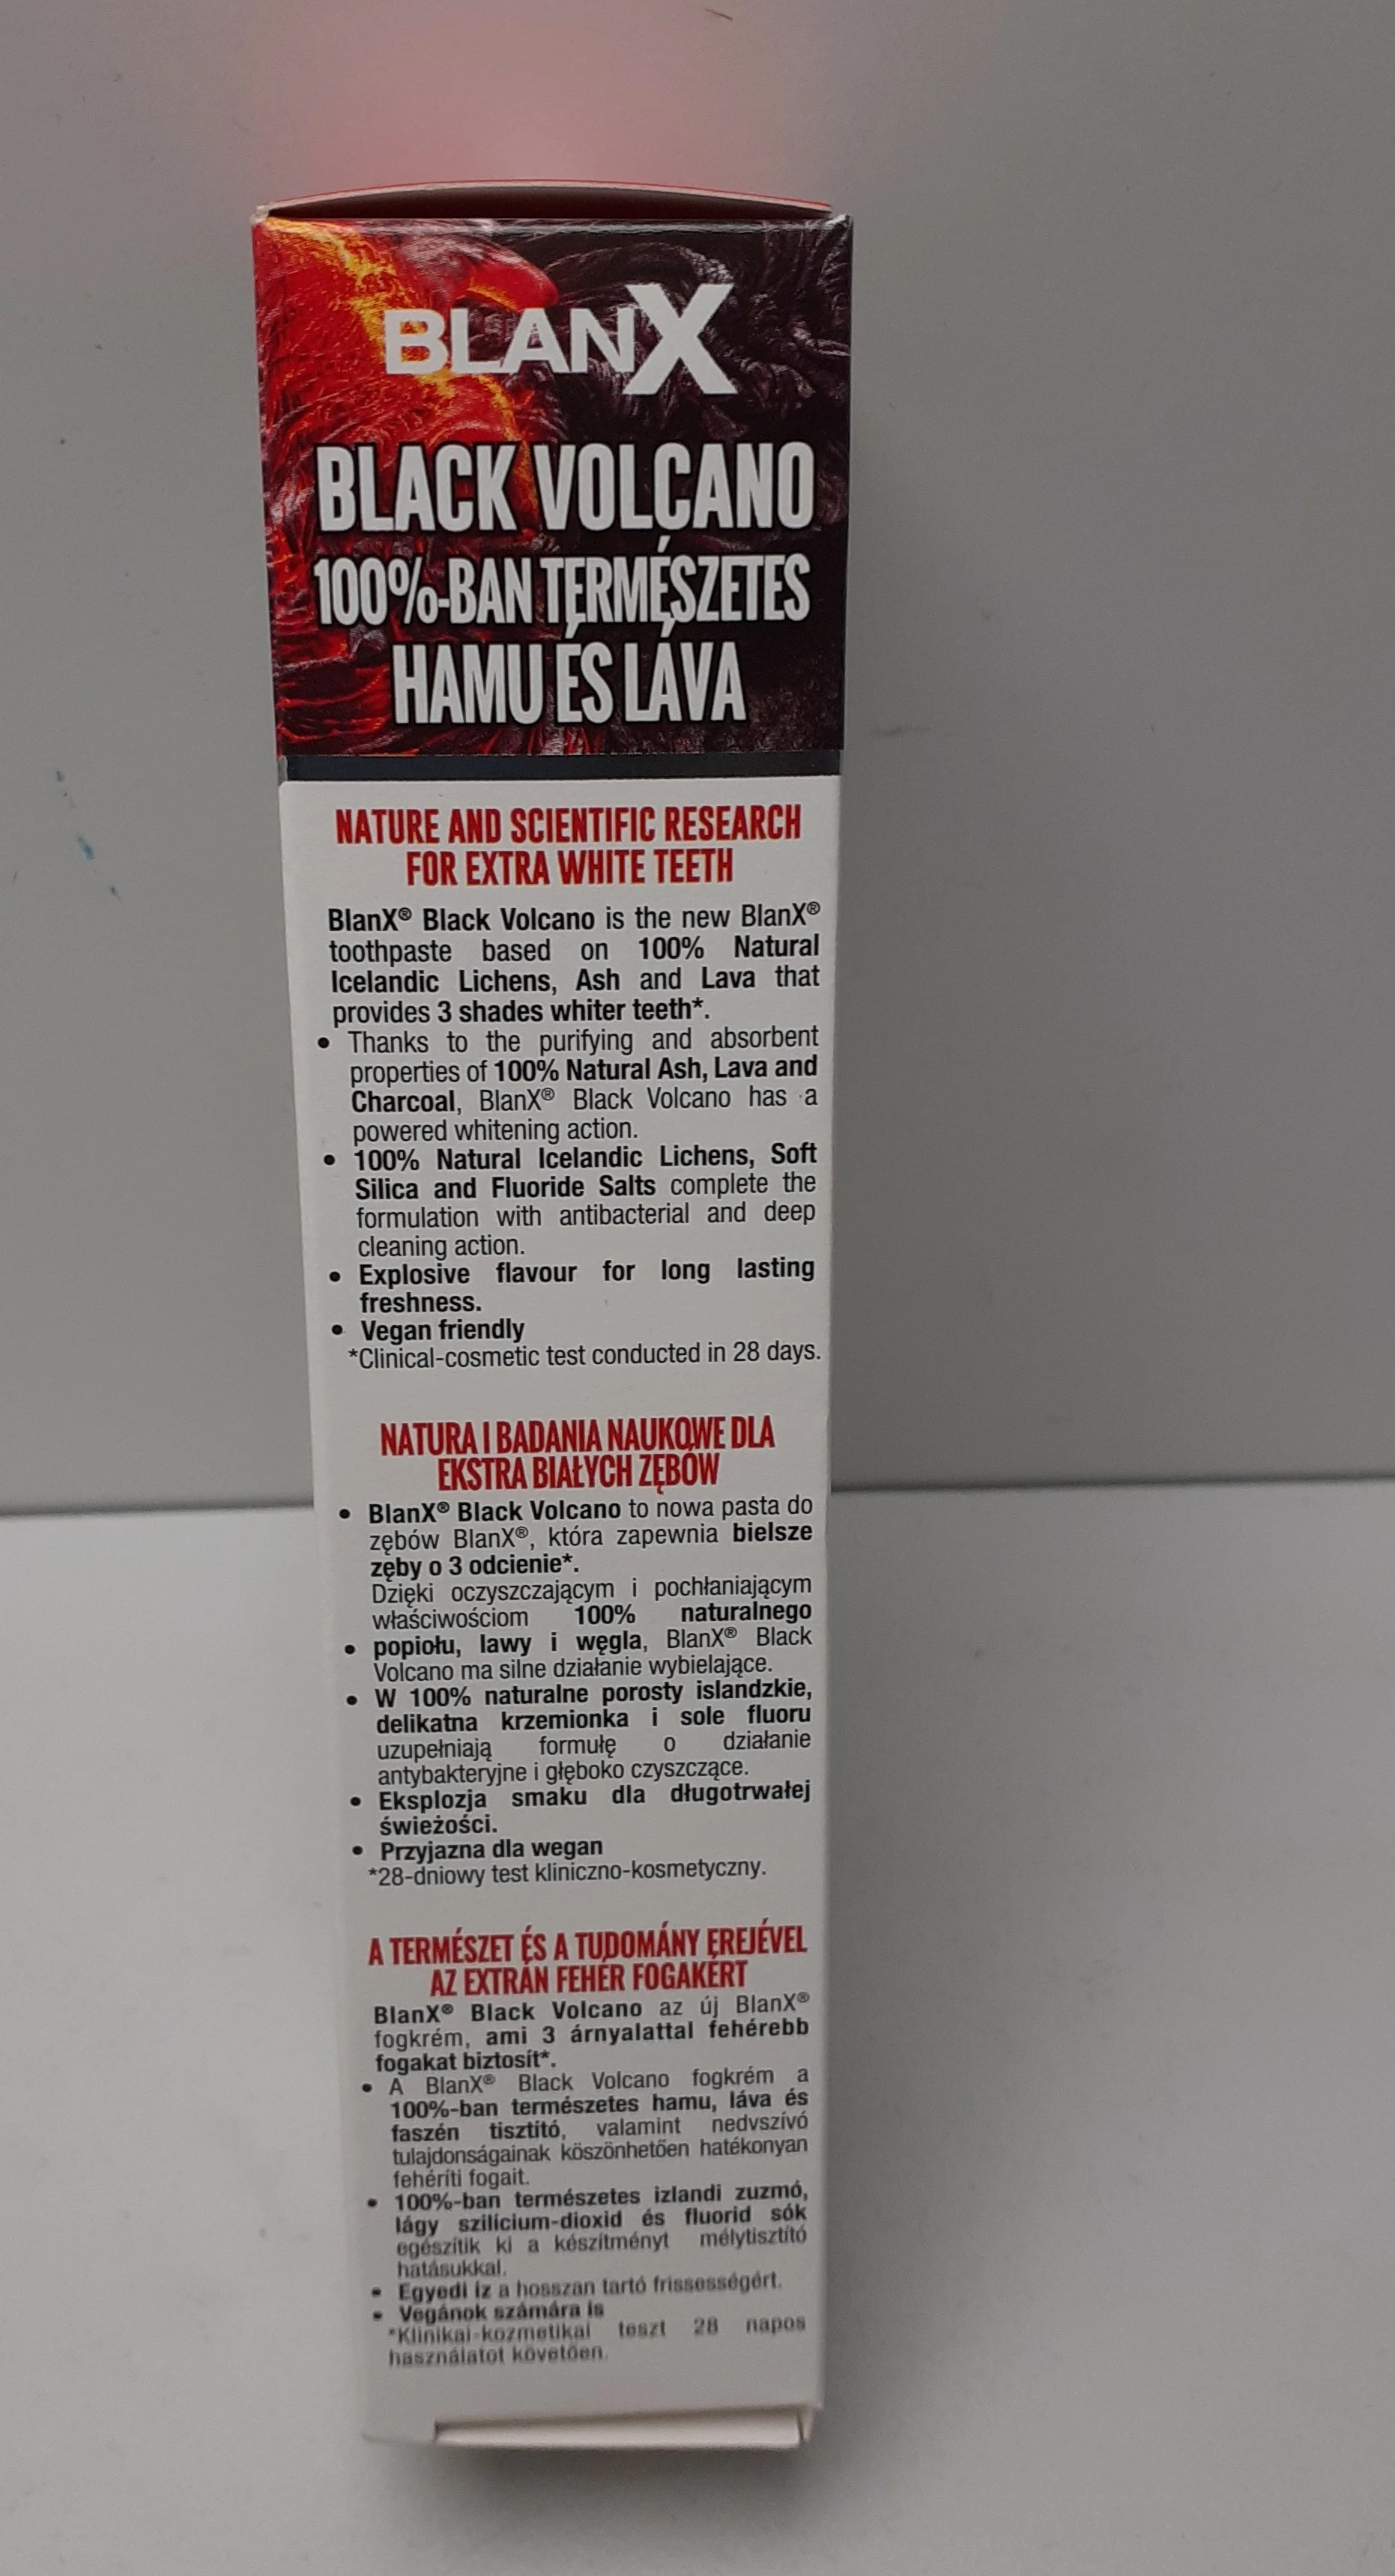 BLANX
BLACK VOLCANO
100%-BAN TERMÉSZETES
HAMU ÉS LÁVA
NATURE AND SCIENTIFIC RESEARCH
FOR EXTRA WHITE TEETH
BlanX® Black Volcano is the new BlanX®
toothpaste based on 100% Natural
Icelandic Lichens, Ash and Lava that
provides 3 shades whiter teeth*.
• Thanks to the purifying and absorbent
properties of 100% Natural Ash, Lava and
Charcoal, BlanX® Black Volcano has a
powered whitening action.
• 100% Natural Icelandic Lichens, Soft
Silica and Fluoride Salts complete the
formulation with antibacterial and deep
cleaning action.
• Explosive flavour for long lasting
freshness.
• Vegan friendly
*Clinical-cosmetic test conducted in 28 days.
NATURA I BADANIA NAUKOWE DLA
EKSTRA BIAŁYCH ZĘBÓW
• BlanX® Black Volcano to nowa pasta do
zębów BlanX®, która zapewnia bielsze
zęby o 3 odcienie*.
Dzięki oczyszczającym i pochłaniającym
właściwościom 100% naturalnego
• popiołu, lawy i węgla, BlanX® Black
Volcano ma silne działanie wybielające.
• W 100% naturalne porosty islandzkie,
delikatna krzemionka i sole fluoru
uzupełniają formułę o działanie
antybakteryjne i głęboko czyszczące.
• Eksplozja smaku dla długotrwałej
świeżości.
• Przyjazna dla wegan
*28-dniowy test kliniczno-kosmetyczny.
A TERMÉSZET ÉS A TUDOMÁNY EREJÉVEL
AZ EXTRÁN FEHÉR FOGAKÉRT
BlanX® Black Volcano az új BlanX®
fogkrém, ami 3 árnyalattal fehérebb
fogakat biztosít*.
• A BlanX® Black Volcano fogkrém a
100%-ban természetes hamu, láva és
faszén tisztító, valamint nedvszívó
tulajdonságainak köszönhetően hatékonyan
fehéríti fogait.
• 100%-ban természetes izlandi zuzmó,
lágy szilícium-dioxid és fluorid sók
egészítik ki a készítményt mélytisztító
hatásukkal.
• Egyedi íz a hosszan tartó frissességért.
• Vegánok számára is
*Klinikai-kozmetikai teszt 28 napos
használatot követően.